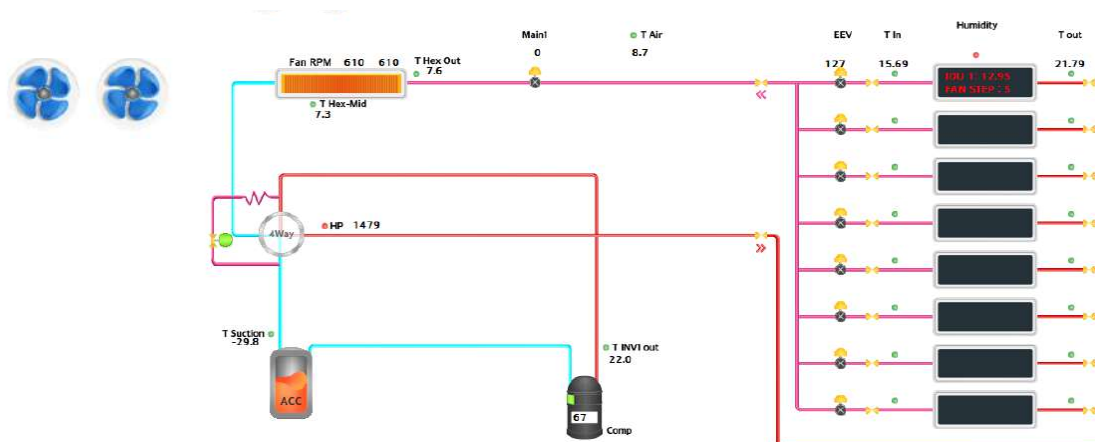 Humidity
Main1
T Air
EEV
T In
T out
0
8.7
Fan RPM 610 610
T Hex Out
7.6
127
15.69
21.79
IDU T: 12.95
FAN STEP : 5
T Hex-Mid
7.3
4Way
HP 1479
T Suction
-29.8
T INV1 out
22.0
ACC
67
Comp